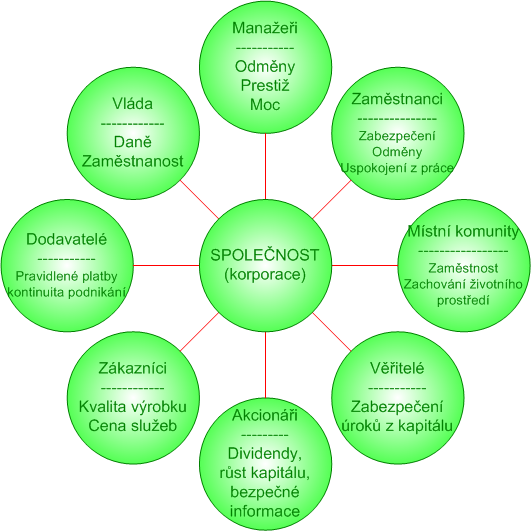 Manažeři
-----------
Odměny
Prestiž
Moc
Zaměstnanci
---------------
Zabezpečení
Odměny
Uspokojení z práce
Místní komunity
-----------------
Zaměstnost
Zachování životního
prostředí
Věřitelé
-----------
Zabezpečení
úroků z kapitálu
Akcionáři
---------
Dividendy,
růst kapitálu,
bezpečné
informace
Zákazníci
------------
Kvalita výrobku
Cena služeb
Dodavatelé
-----------
Pravidlené platby
kontinuita podnikání
Vláda
------------
Daně
Zaměstnanost
SPOLEČNOST
(korporace)